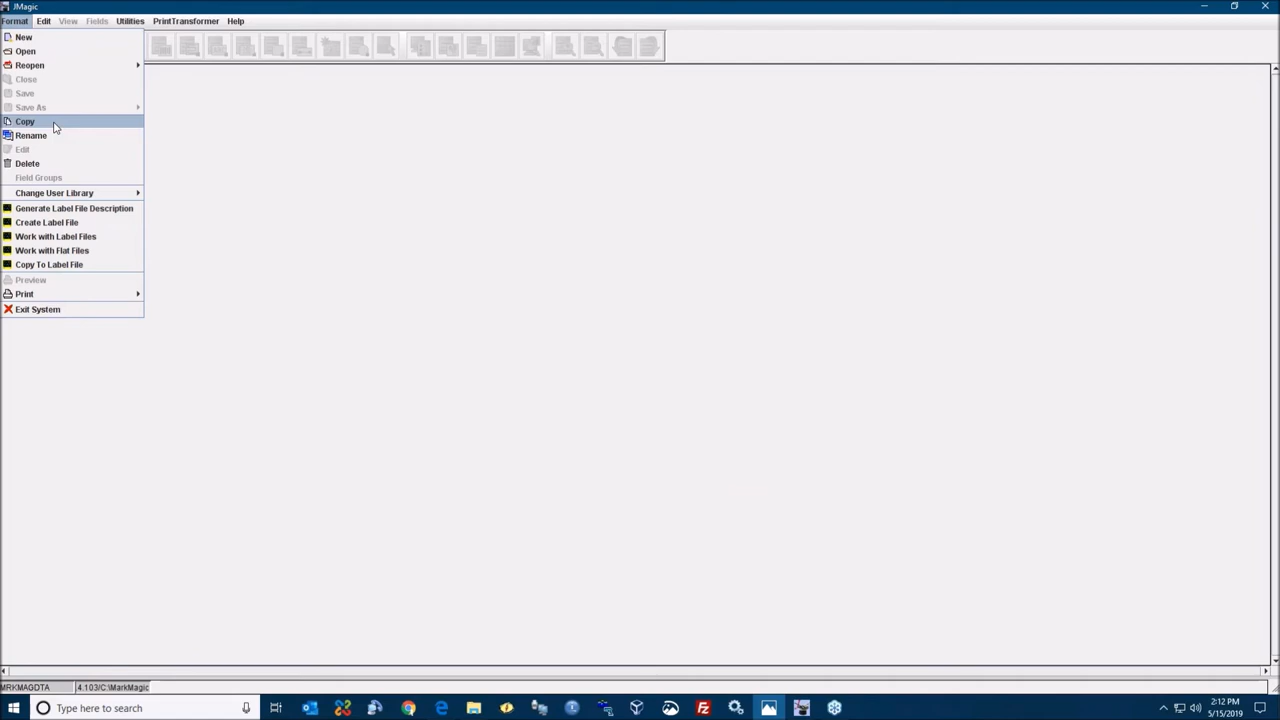 JMagic
Format Edit View Fields Utilities PrintTransformer Help
New
Open
Reopen
Close
Save
Save As
Copy
Rename
Edit
Delete
Field Groups
Change User Library
Generate Label File Description
Create Label File
Work with Label Files
Work with Flat Files
Copy To Label File
Preview
Print
Exit System
MRKMAGDTA 4.103/C:\MarkMagic
Type here to search
2:12 PM
5/15/2019